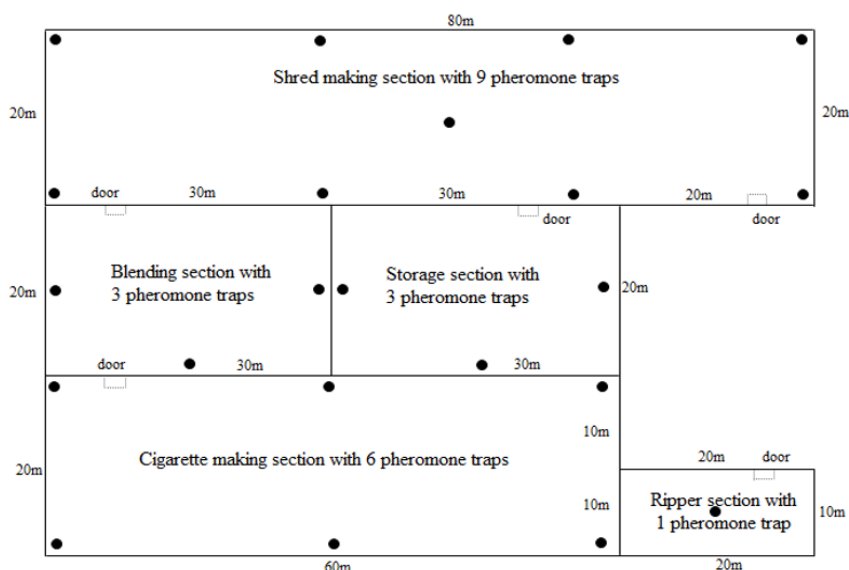 80m
Shred making section with 9 pheromone traps
20m
20m
door
30m
30m
20m
door
door
Blending section with
3 pheromone traps
Storage section with
3 pheromone traps
20m
20m
door
30m
30m
10m
Cigarette making section with 6 pheromone traps
20m
20m
door
10m
Ripper section with
1 pheromone trap
10m
60m
20m